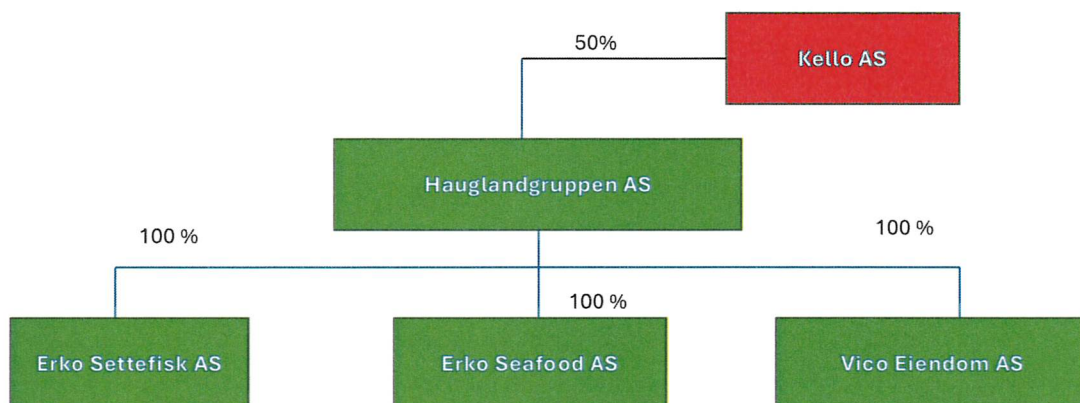 50%
Kello AS
Hauglandgruppen AS
100 %
100 %
100 %
Erko Settefisk AS
Erko Seafood AS
Vico Eiendom AS